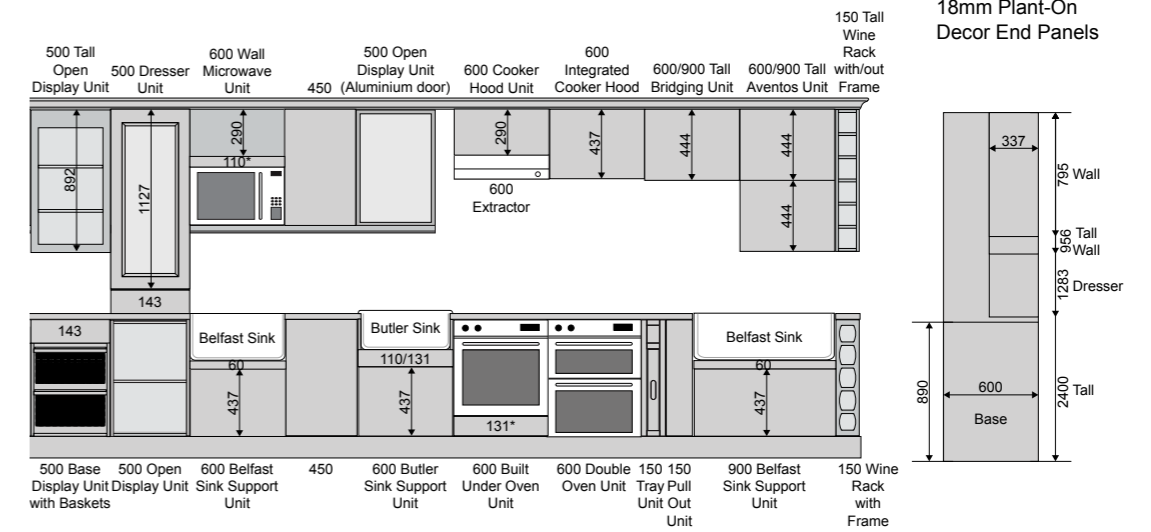 18mm Plant-On
Decor End Panels
500 Tall
Open
Display Unit
500 Dresser
Unit
600 Wall
Microwave
Unit
450
500 Open
Display Unit
(Aluminium door)
600 Cooker
Hood Unit
600
Integrated
Cooker Hood
600/900 Tall
Bridging Unit
600/900 Tall
Aventos Unit
150 Tall
Wine
Rack
with/out
Frame
892
1127
290
110*
290
437
444
444
444
600
Extractor
143
143
Belfast Sink
60
437
Butler Sink
110/131
437
131*
Belfast Sink
60
437
500 Base
Display Unit
with Baskets
500 Open
Display Unit
600 Belfast
Sink Support
Unit
450
600 Butler
Sink Support
Unit
600 Built
Under Oven
Unit
600 Double
Oven Unit
150
Tray
Unit
150
Pull
Out
Unit
900 Belfast
Sink Support
Unit
150 Wine
Rack
with
Frame
337
795 Wall
956 Tall
Wall
1283 Dresser
890
600
Base
2400 Tall